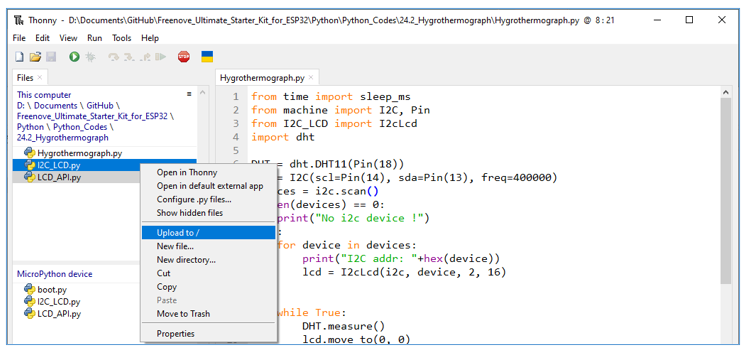 Thonny - D:\Documents\GitHub\Freenove_Ultimate_Starter_Kit_for_ESP32\Python\Python_Codes\24.2_Hygrothermograph\Hygrothermograph.py @ 8 : 21
File Edit View Run Tools Help
STOP
Files
This computer
D: \ Documents \ GitHub \
Freenove_Ultimate_Starter_Kit_for_ESP32 \
Python \ Python_Codes \
24.2_Hygrothermograph
Hygrothermograph.py
I2C_LCD.py
LCD_API.py
Open in Thonny
Open in default external app
Configure .py files...
Show hidden files
Upload to /
New file...
New directory...
Cut
Copy
Paste
Move to Trash
Properties
MicroPython device
boot.py
I2C_LCD.py
LCD_API.py
Hygrothermograph.py
1 from time import sleep_ms
2 from machine import I2C, Pin
3 from I2C_LCD import I2cLcd
4 import dht
5
DHT = dht.DHT11(Pin(18))
= I2C(scl=Pin(14), sda=Pin(13), freq=400000)
ces = i2c.scan()
en(devices) == 0:
print("No i2c device !")
:
for device in devices:
print("I2C addr: "+hex(device))
lcd = I2cLcd(i2c, device, 2, 16)
while True:
DHT.measure()
lcd.move_to(0, 0)